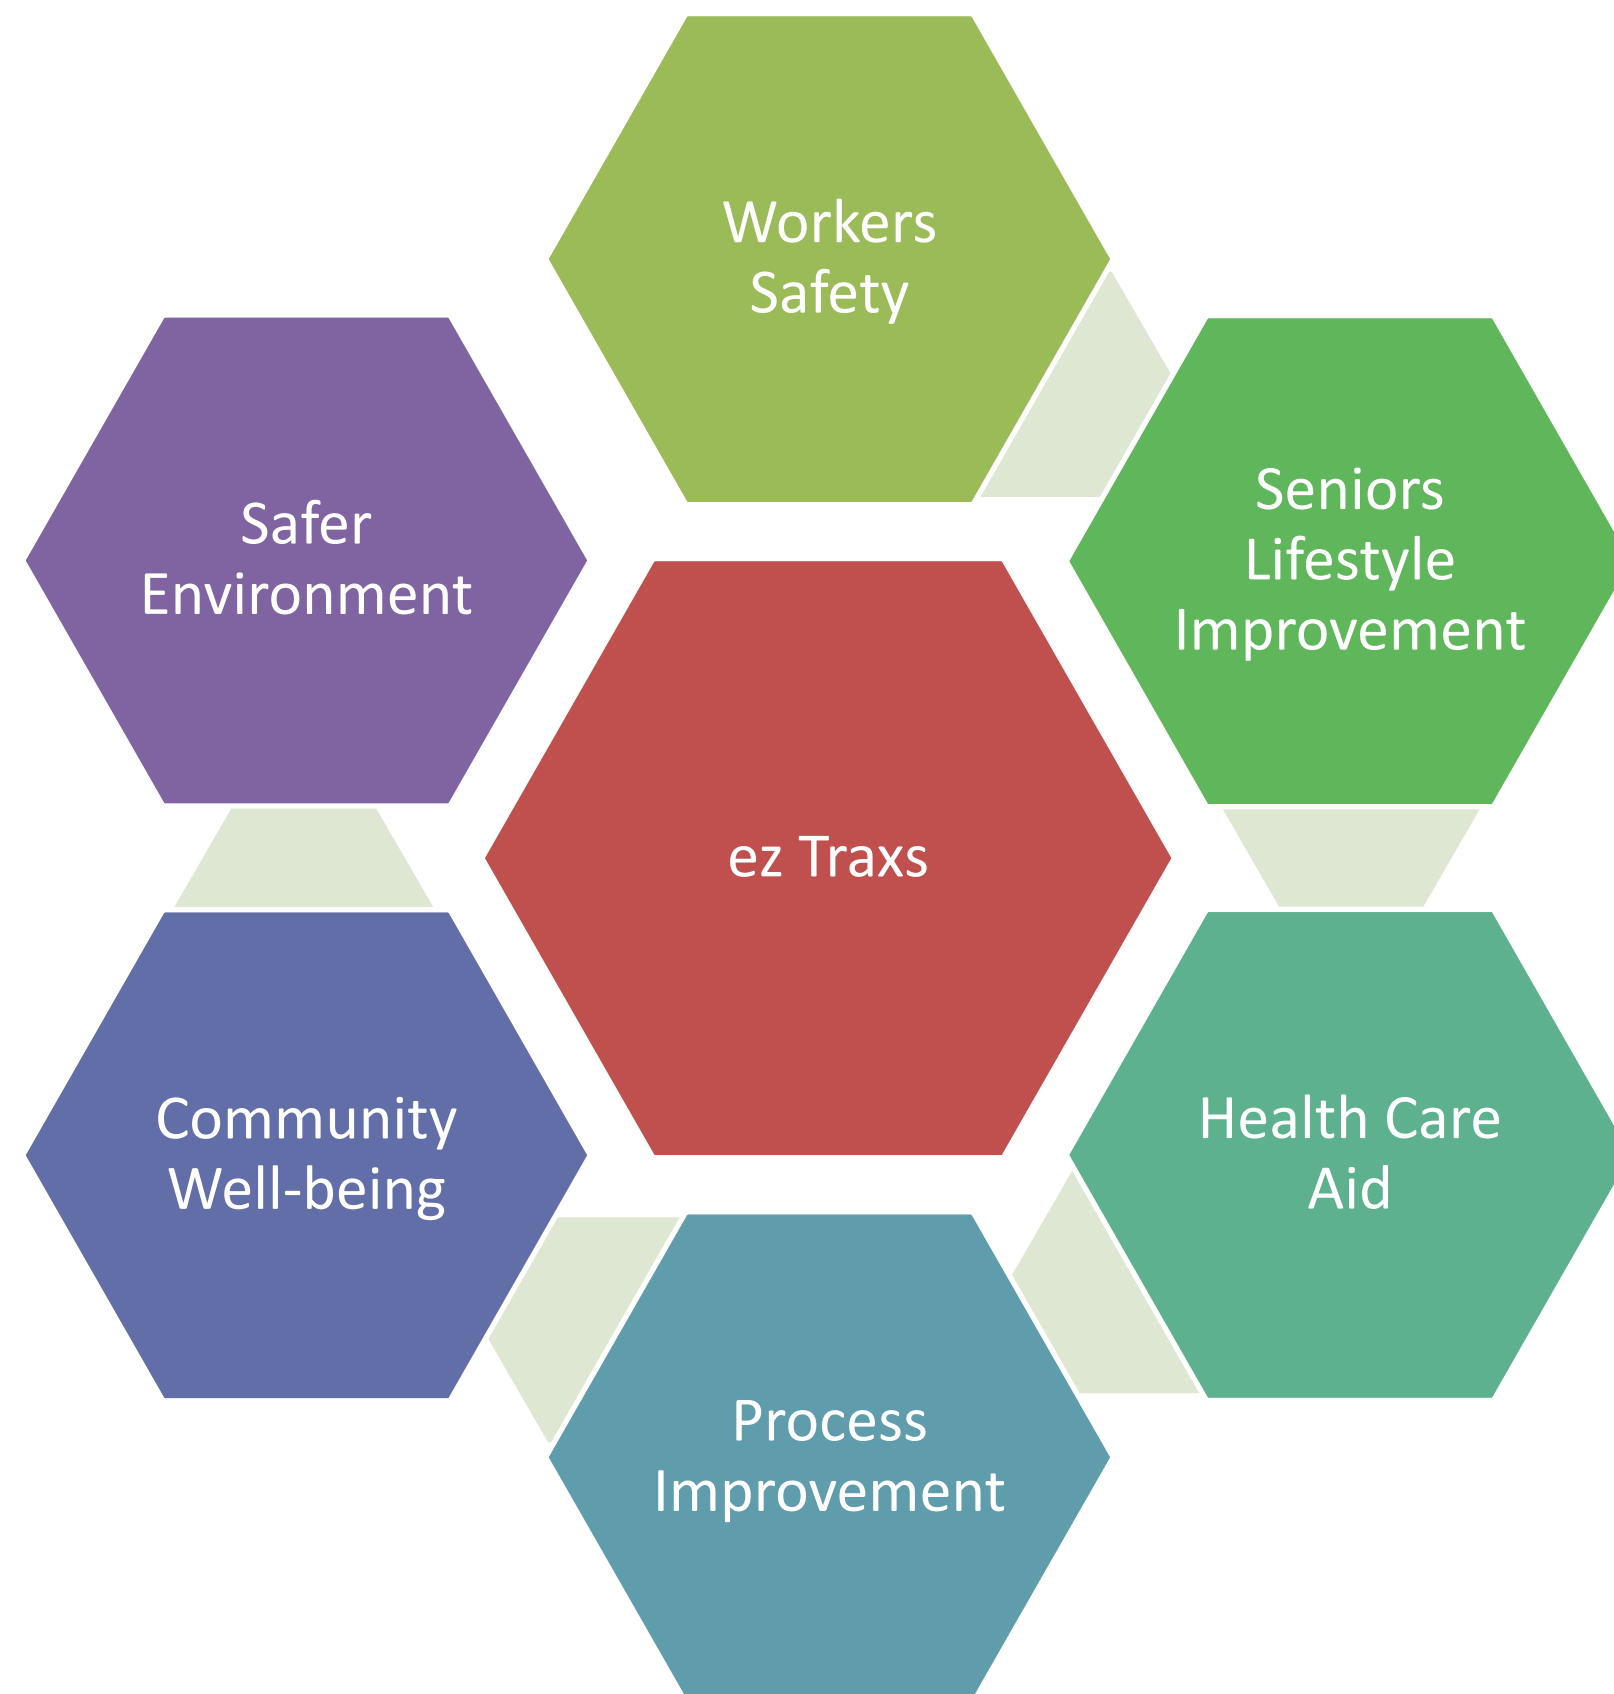 Workers
Safety
Seniors
Lifestyle
Improvement
Health Care
Aid
Process
Improvement
Community
Well-being
Safer
Environment
ez Traxs